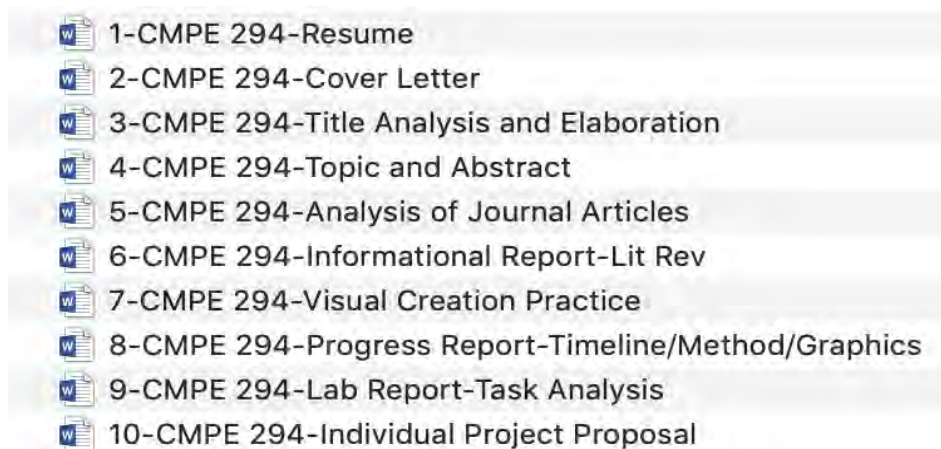 1-CMPE 294-Resume
2-CMPE 294-Cover Letter
3-CMPE 294-Title Analysis and Elaboration
4-CMPE 294-Topic and Abstract
5-CMPE 294-Analysis of Journal Articles
6-CMPE 294-Informational Report-Lit Rev
7-CMPE 294-Visual Creation Practice
8-CMPE 294-Progress Report-Timeline/Method/Graphics
9-CMPE 294-Lab Report-Task Analysis
10-CMPE 294-Individual Project Proposal